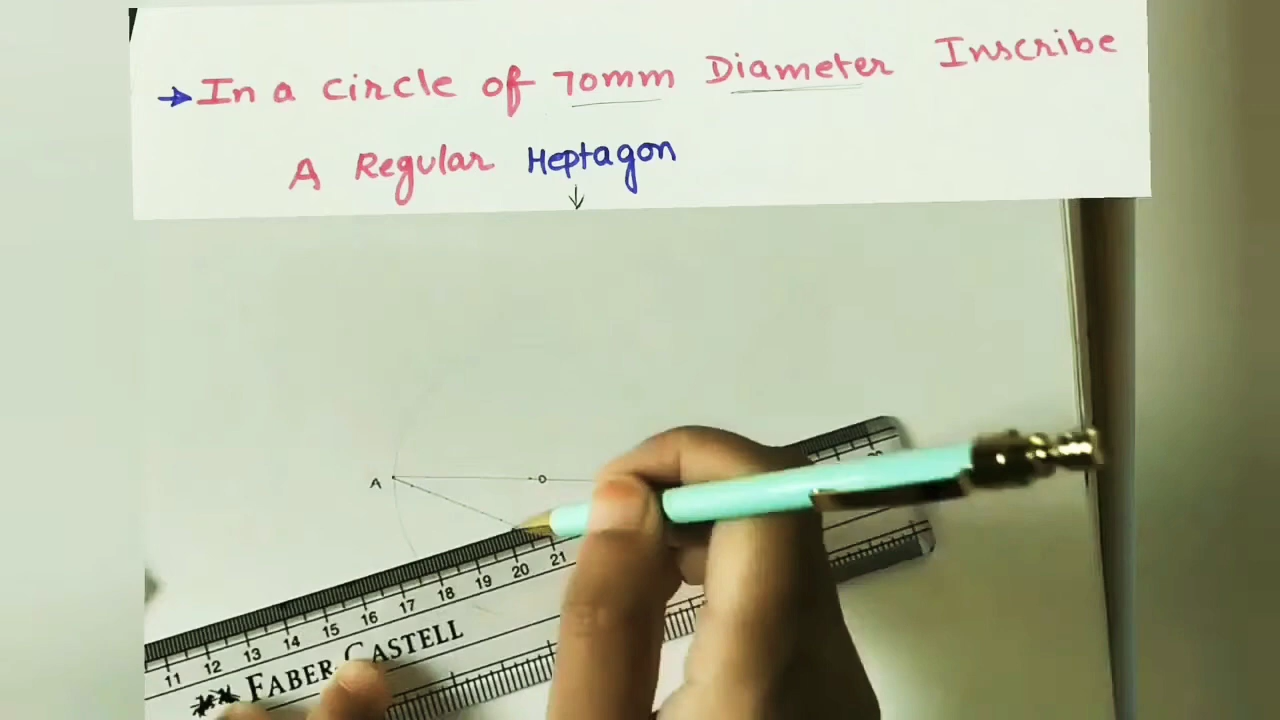 → In a circle of 70mm Diameter Inscribe
A Regular Heptagon
↓
A
O
11 12 13 14 15 16 17 18 19 20 21
FABER-CASTELL